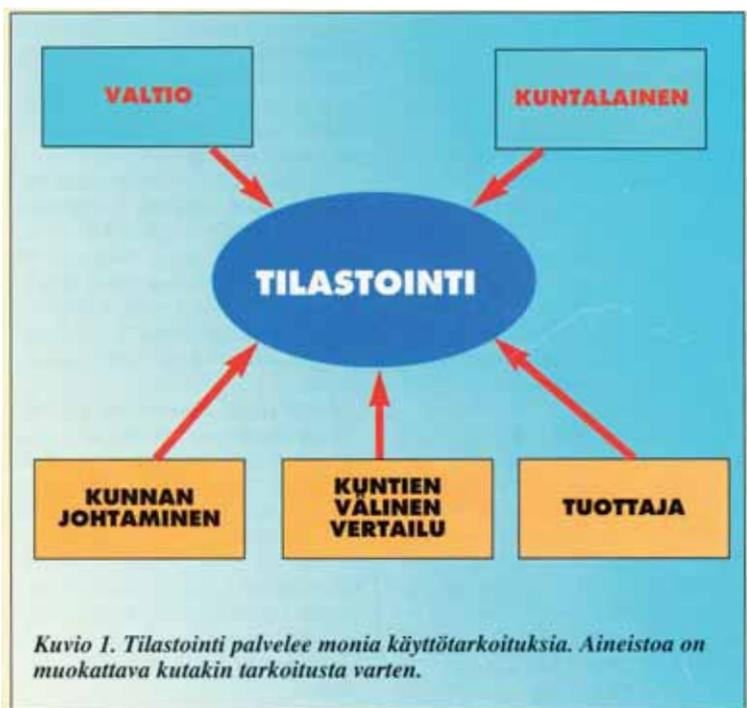 VALTIO
KUNTALAINEN
TILASTOINTI
KUNNAN
JOHTAMINEN
KUNTIEN
VÄLINEN
VERTAILU
TUOTTAJA
Kuvio 1. Tilastointi palvelee monia käyttötarkoituksia. Aineistoa on
muokattava kutakin tarkoitusta varten.